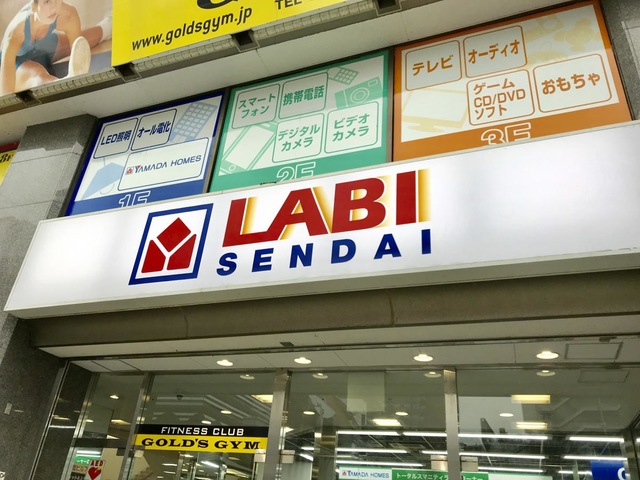 www.goldsgym.jp
TEL
LED照明
オール電化
YAMADA HOMES
1F
スマート
フォン
携帯電話
デジタル
カメラ
ビデオ
カメラ
2F
テレビ
オーディオ
ゲーム
CD/DVD
ソフト
おもちゃ
3F
LABI
SENDAI
FITNESS CLUB
GOLD'S GYM
YAMADA HOMES